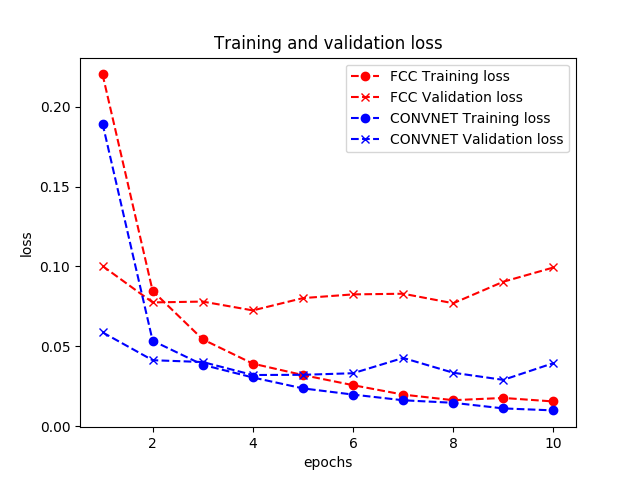 Training and validation loss
FCC Training loss
FCC Validation loss
CONVNET Training loss
CONVNET Validation loss
loss
0.20
0.15
0.10
0.05
0.00
2 4 6 8 10
epochs